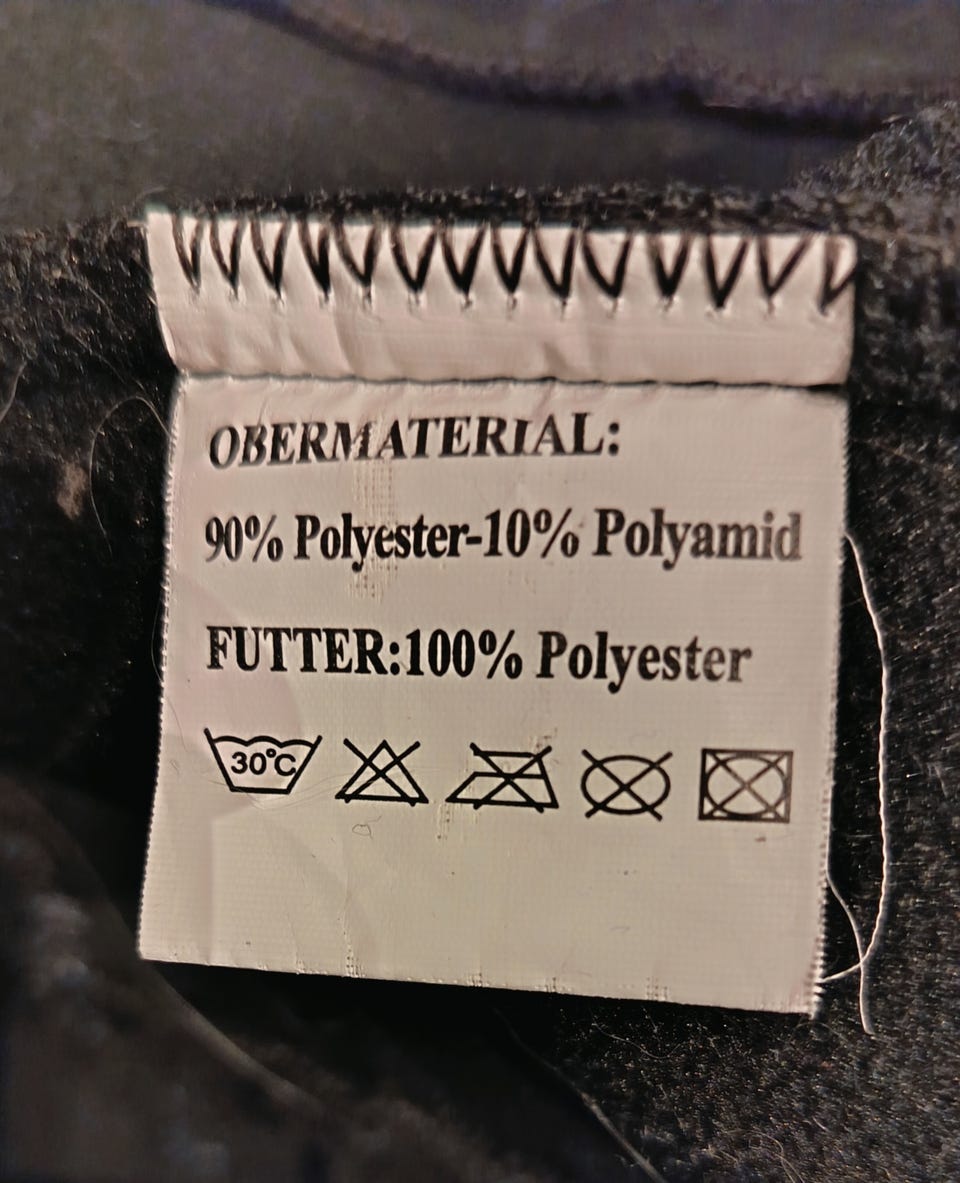 OBERMATERIAL:
90% Polyester-10% Polyamid
FUTTER:100% Polyester
30°C